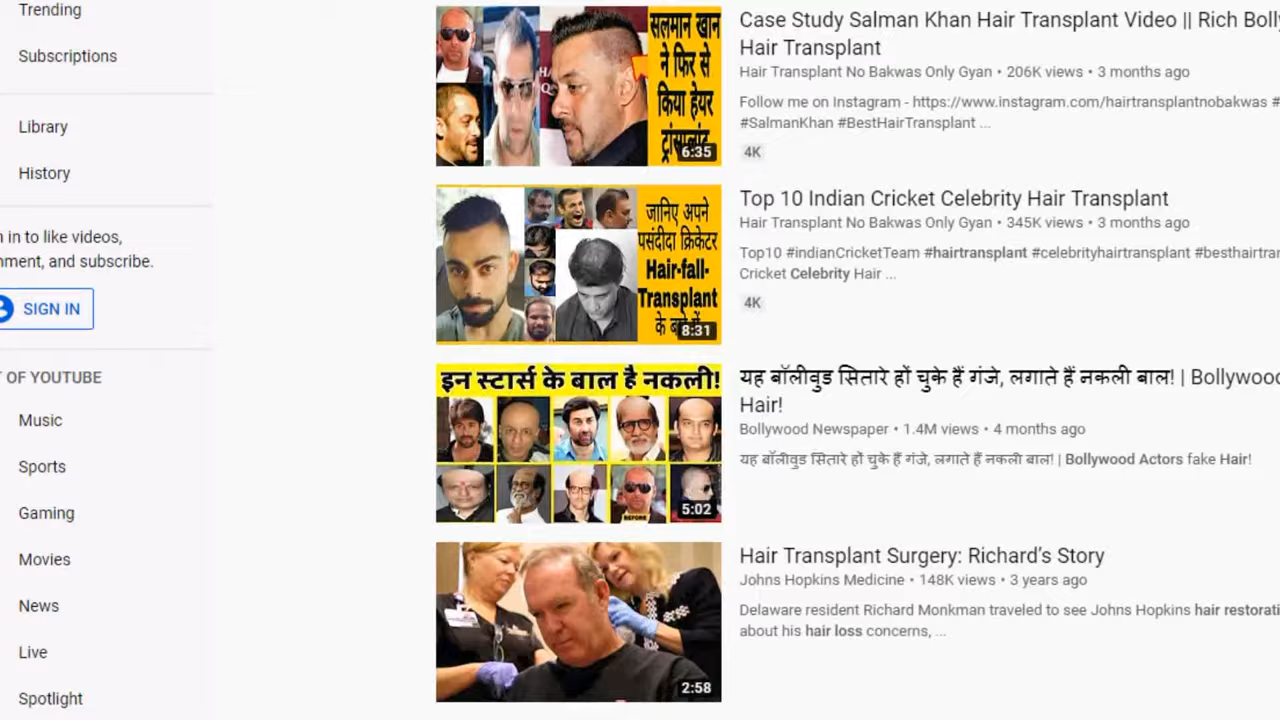 Trending
Subscriptions
Library
History
in to like videos,
ment, and subscribe.
SIGN IN
OF YOUTUBE
Music
Sports
Gaming
Movies
News
Live
Spotlight
सलमान खान
ने फिर से
किया हेयर
ट्रांसप्लांट
6:35
Case Study Salman Khan Hair Transplant Video || Rich Bolly
Hair Transplant
Hair Transplant No Bakwas Only Gyan • 206K views • 3 months ago
Follow me on Instagram - https://www.instagram.com/hairtransplantnobakwas #
#SalmanKhan #BestHairTransplant ...
4K
जानिए अपने
पसंदीदा क्रिकेटर
Hair-fall-
Transplant
के बारे में
8:31
Top 10 Indian Cricket Celebrity Hair Transplant
Hair Transplant No Bakwas Only Gyan • 345K views • 3 months ago
Top10 #indianCricketTeam #hairtransplant #celebrityhairtransplant #besthairtran
Cricket Celebrity Hair ...
4K
इन स्टार्स के बाल है नकली!
BEFORE
5:02
यह बॉलीवुड सितारे हों चुके हैं गंजे, लगाते हैं नकली बाल! | Bollywood
Hair!
Bollywood Newspaper • 1.4M views • 4 months ago
यह बॉलीवुड सितारे हों चुके हैं गंजे, लगाते हैं नकली बाल! | Bollywood Actors fake Hair!
2:58
Hair Transplant Surgery: Richard's Story
Johns Hopkins Medicine • 148K views • 3 years ago
Delaware resident Richard Monkman traveled to see Johns Hopkins hair restorati
about his hair loss concerns, ...